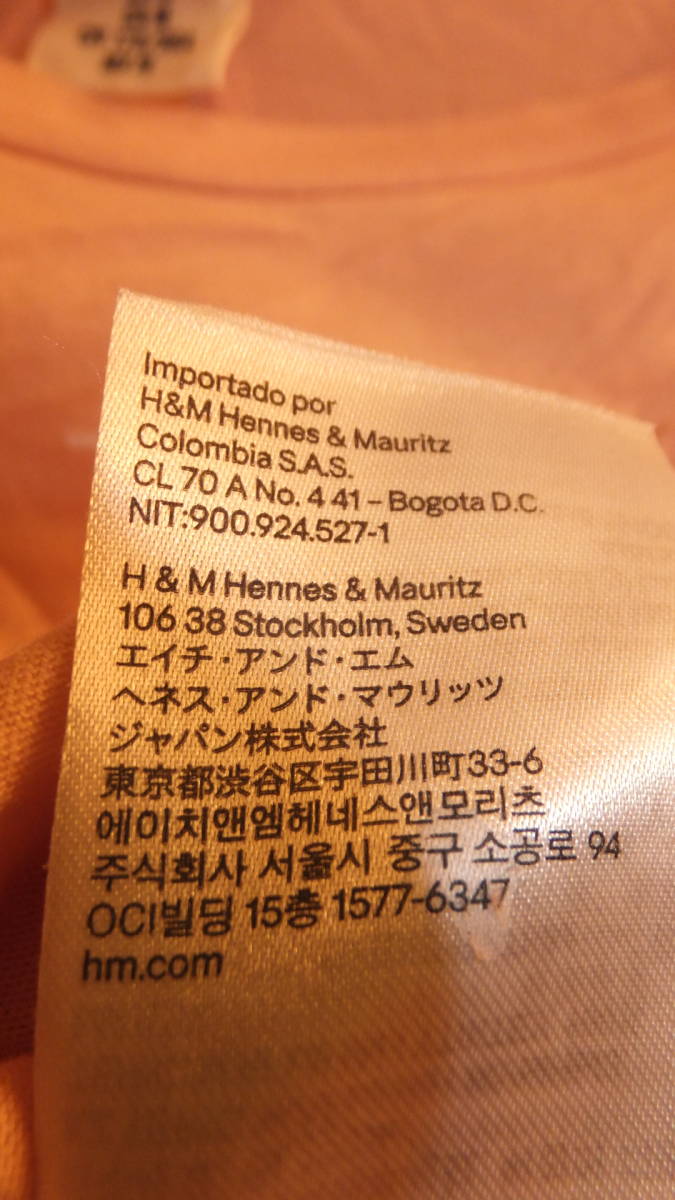 Importado por
H&M Hennes & Mauritz
Colombia S.A.S.
CL 70 A No. 4 41 – Bogota D.C.
NIT:900.924.527-1
H & M Hennes & Mauritz
106 38 Stockholm, Sweden
エイチ・アンド・エム
ヘネス・アンド・マウリッツ
ジャパン株式会社
東京都渋谷区宇田川町33-6
에이치앤엠헤네스앤모리츠
주식회사 서울시 중구 소공로 94
OCI빌딩 15층 1577-6347
hm.com